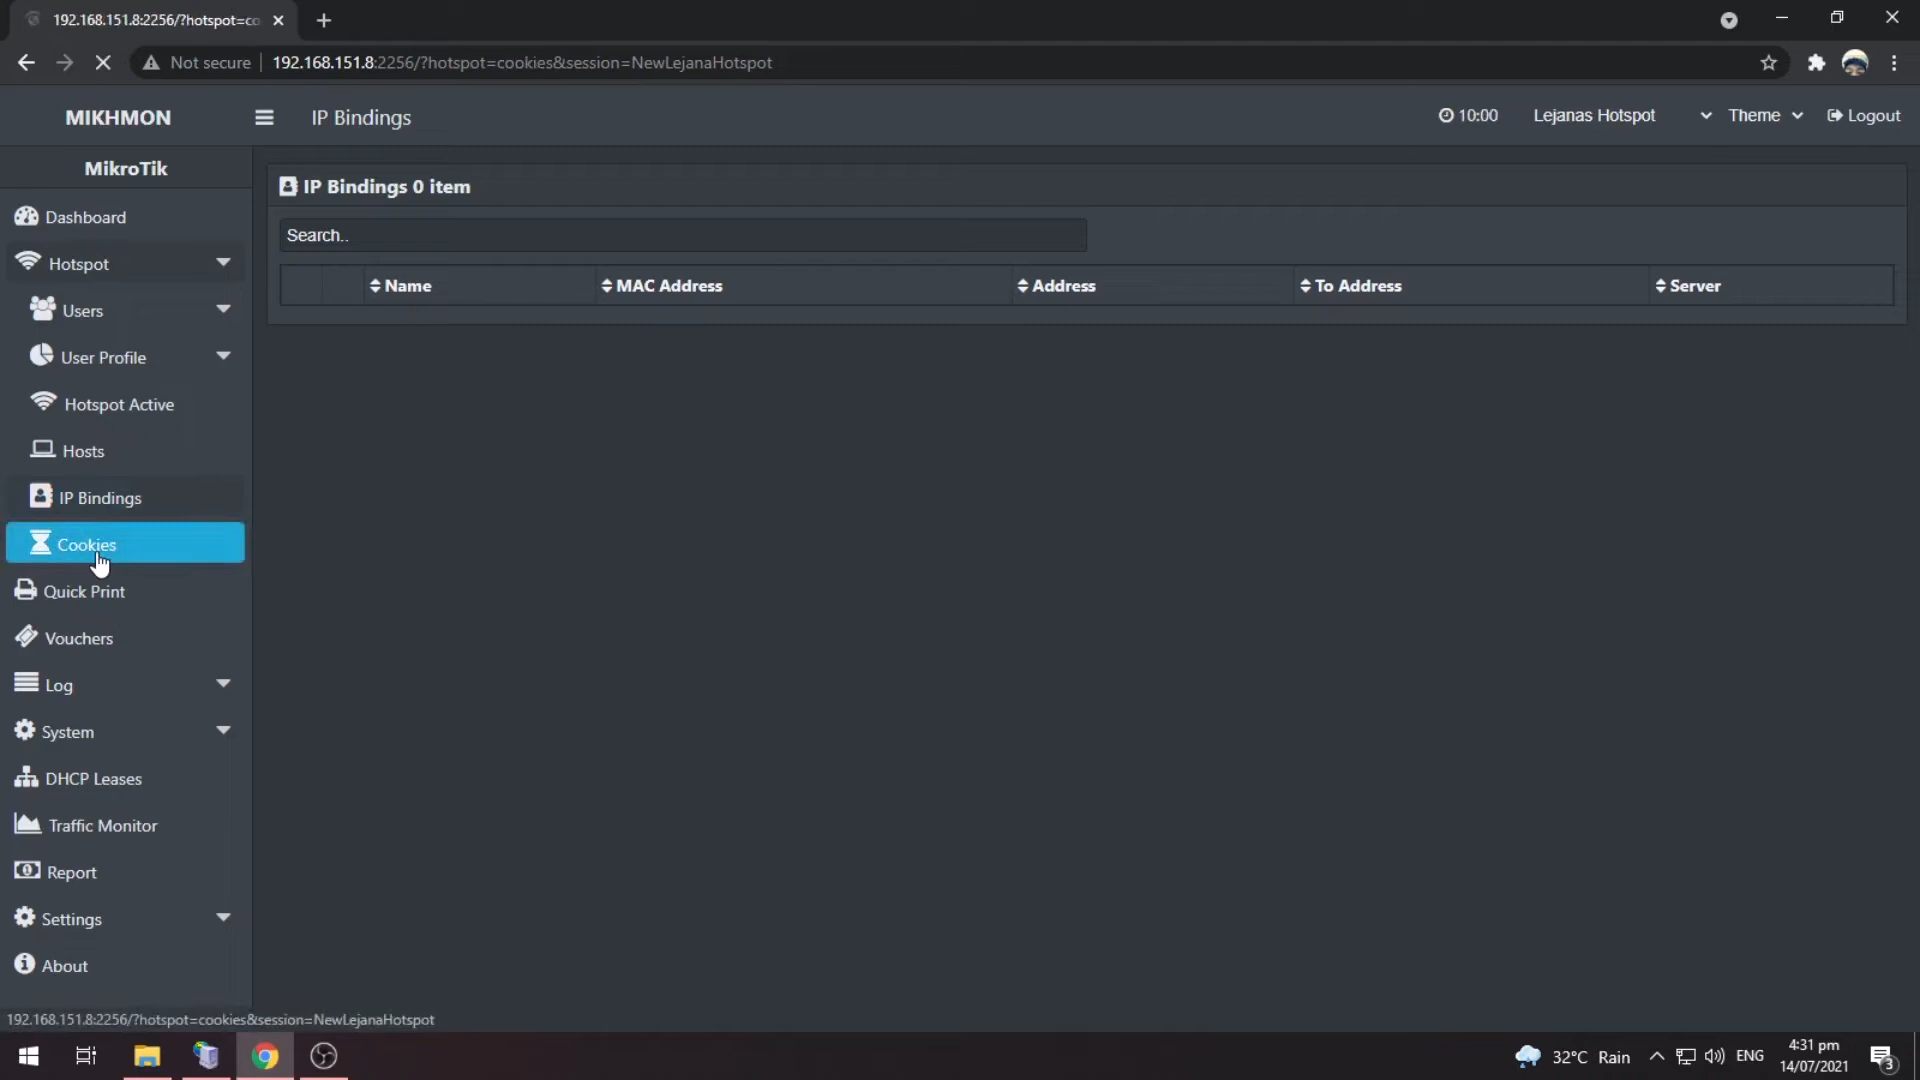 192.168.151.8:2256/?hotspot=co
Not secure
192.168.151.8:2256/?hotspot=cookies&session=NewLejanaHotspot
MIKHMON
IP Bindings
10:00
Lejanas Hotspot
Theme
Logout
MikroTik
Dashboard
Hotspot
Users
User Profile
Hotspot Active
Hosts
IP Bindings
Cookies
Quick Print
Vouchers
Log
System
DHCP Leases
Traffic Monitor
Report
Settings
About
IP Bindings 0 item
Search..
Name
MAC Address
Address
To Address
Server
192.168.151.8:2256/?hotspot=cookies&session=NewLejanaHotspot
32°C Rain
ENG
4:31 pm
14/07/2021
3